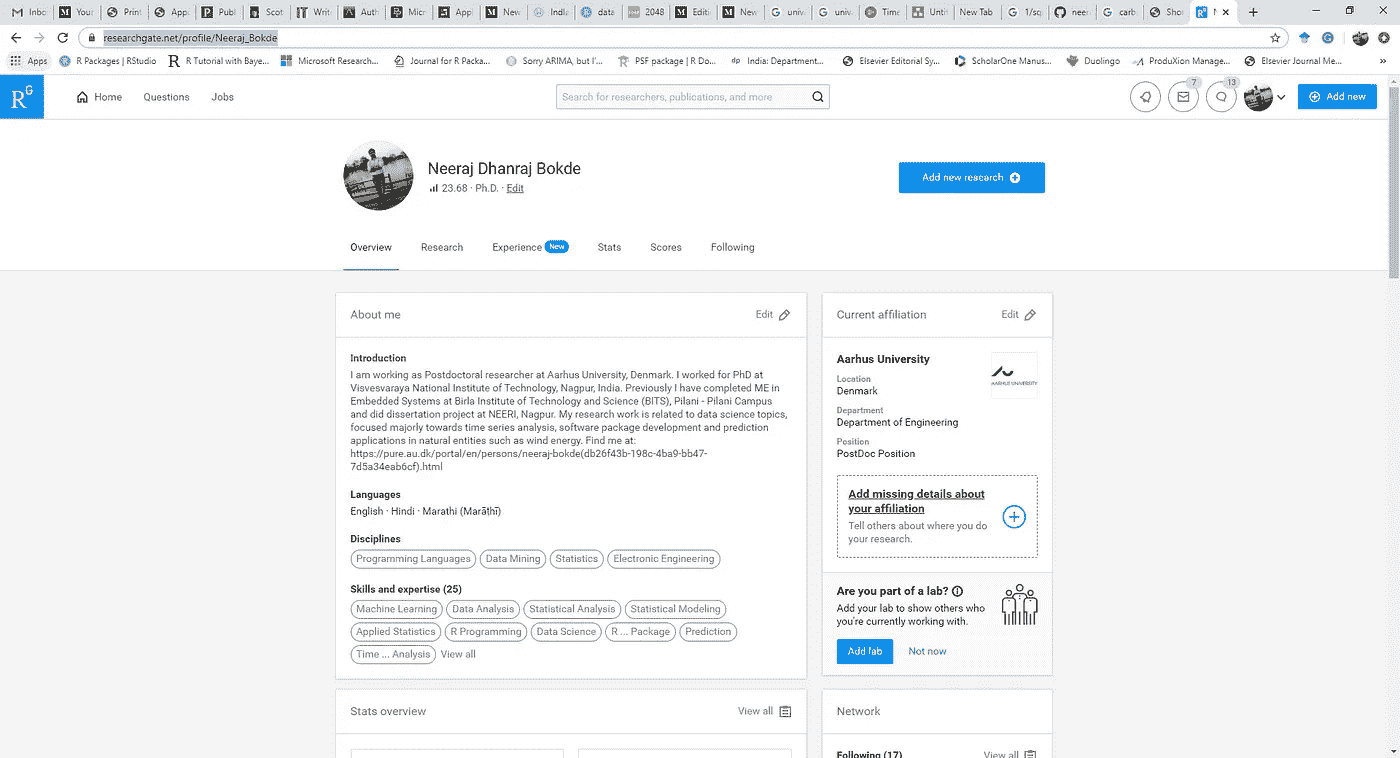 Inbo
Your
Print
App
Publ
Scot
Writ
Auth
Micr
Appl
New
India
data
2048
Editi
New
univ
univ
Time
Unti
New Tab
1/sq
neer
carb
Sho
researchgate.net/profile/Neeraj_Bokde
Apps
R Packages | RStudio
R Tutorial with Baye...
Microsoft Research...
Journal for R Packa...
Sorry ARIMA, but I'...
PSF package | R Do...
India: Department...
Elsevier Editorial Sy...
ScholarOne Manus...
Duolingo
ProduXion Manage...
Elsevier Journal Me...
»
RG
Home
Questions
Jobs
Search for researchers, publications, and more
7
13
Add new
Neeraj Dhanraj Bokde
23.68 · Ph.D. · Edit
Add new research
Overview
Research
Experience New
Stats
Scores
Following
About me
Edit
Introduction
I am working as Postdoctoral researcher at Aarhus University, Denmark. I worked for PhD at
Visvesvaraya National Institute of Technology, Nagpur, India. Previously I have completed ME in
Embedded Systems at Birla Institute of Technology and Science (BITS), Pilani - Pilani Campus
and did dissertation project at NEERI, Nagpur. My research work is related to data science topics,
focused majorly towards time series analysis, software package development and prediction
applications in natural entities such as wind energy. Find me at:
https://pure.au.dk/portal/en/persons/neeraj-bokde(db26f43b-198c-4ba9-bb47-
7d5a34eab6cf).html
Languages
English · Hindi · Marathi (Marāṭhī)
Disciplines
Programming Languages
Data Mining
Statistics
Electronic Engineering
Skills and expertise (25)
Machine Learning
Data Analysis
Statistical Analysis
Statistical Modeling
Applied Statistics
R Programming
Data Science
R ... Package
Prediction
Time ... Analysis
View all
Stats overview
View all
Current affiliation
Edit
Aarhus University
AARHUS UNIVERSITY
Location
Denmark
Department
Department of Engineering
Position
PostDoc Position
Add missing details about
your affiliation
Tell others about where you do
your research.
Are you part of a lab?
Add your lab to show others who
you're currently working with.
Add lab
Not now
Network
Following (17)
View all